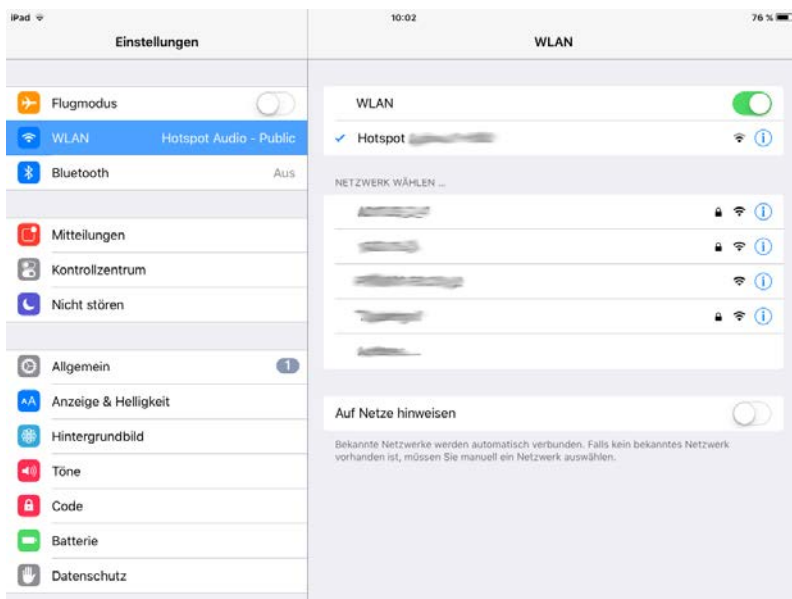 iPad
10:02
76 %
Einstellungen
WLAN
Flugmodus
WLAN
Hotspot Audio - Public
Bluetooth
Aus
Mitteilungen
Kontrollzentrum
Nicht stören
Allgemein
1
Anzeige & Helligkeit
Hintergrundbild
Töne
Code
Batterie
Datenschutz
WLAN
Hotspot
NETZWERK WÄHLEN ...
Auf Netze hinweisen
Bekannte Netzwerke werden automatisch verbunden. Falls kein bekanntes Netzwerk
vorhanden ist, müssen Sie manuell ein Netzwerk auswählen.